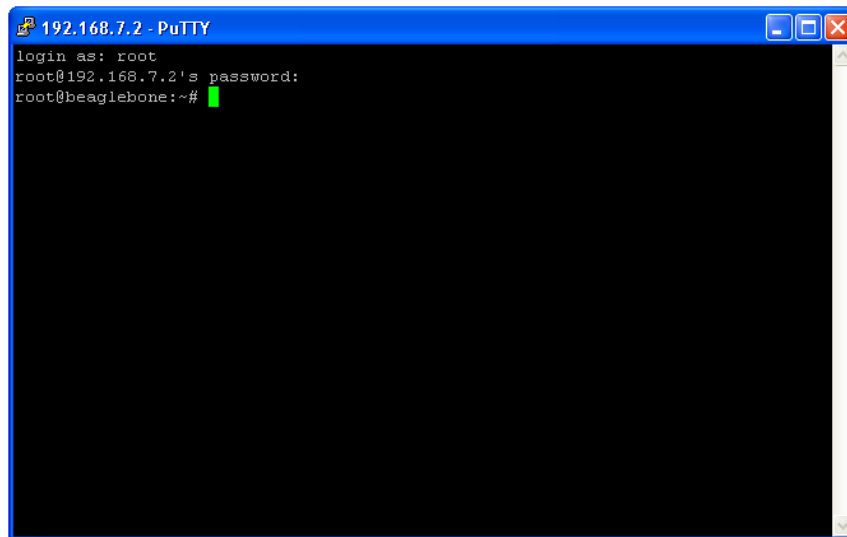 192.168.7.2 - PuTTY
login as: root
root@192.168.7.2's password:
root@beaglebone:~#